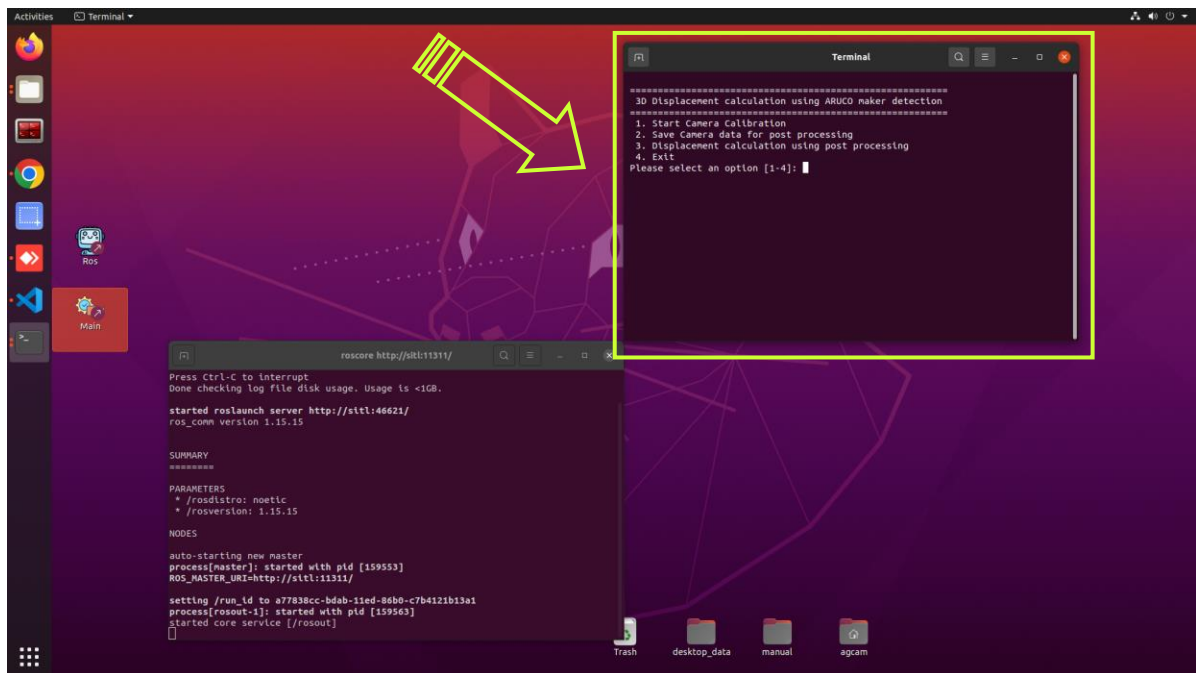 Activities Terminal
Terminal
========================================================
3D Displacement calculation using ARUCO maker detection
========================================================
1. Start Camera Calibration
2. Save Camera data for post processing
3. Displacement calculation using post processing
4. Exit
Please select an option [1-4]:
Ros
Main
roscore http://sitl:11311/
Press Ctrl-C to interrupt
Done checking log file disk usage. Usage is <1GB.
started roslaunch server http://sitl:46621/
ros_comm version 1.15.15
SUMMARY
========
PARAMETERS
* /rosdistro: noetic
* /rosversion: 1.15.15
NODES
auto-starting new master
process[master]: started with pid [159553]
ROS_MASTER_URI=http://sitl:11311/
setting /run_id to a77838cc-bdab-11ed-86b0-c7b4121b13a1
process[rosout-1]: started with pid [159563]
started core service [/rosout]
Trash desktop_data manual agcam